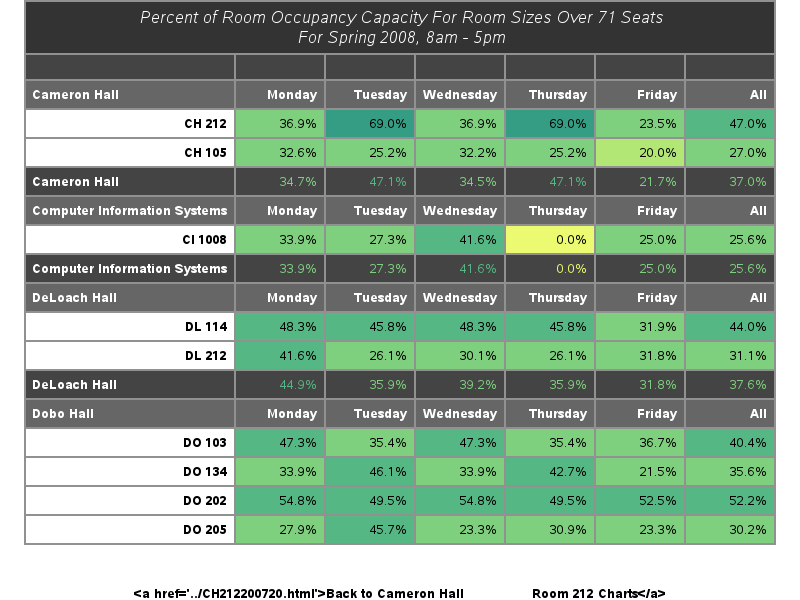 Percent of Room Occupancy Capacity For Room Sizes Over 71 Seats
For Spring 2008, 8am - 5pm
Cameron Hall Monday Tuesday Wednesday Thursday Friday All
CH 212 36.9% 69.0% 36.9% 69.0% 23.5% 47.0%
CH 105 32.6% 25.2% 32.2% 25.2% 20.0% 27.0%
Cameron Hall 34.7% 47.1% 34.5% 47.1% 21.7% 37.0%
Computer Information Systems Monday Tuesday Wednesday Thursday Friday All
CI 1008 33.9% 27.3% 41.6% 0.0% 25.0% 25.6%
Computer Information Systems 33.9% 27.3% 41.6% 0.0% 25.0% 25.6%
DeLoach Hall Monday Tuesday Wednesday Thursday Friday All
DL 114 48.3% 45.8% 48.3% 45.8% 31.9% 44.0%
DL 212 41.6% 26.1% 30.1% 26.1% 31.8% 31.1%
DeLoach Hall 44.9% 35.9% 39.2% 35.9% 31.8% 37.6%
Dobo Hall Monday Tuesday Wednesday Thursday Friday All
DO 103 47.3% 35.4% 47.3% 35.4% 36.7% 40.4%
DO 134 33.9% 46.1% 33.9% 42.7% 21.5% 35.6%
DO 202 54.8% 49.5% 54.8% 49.5% 52.5% 52.2%
DO 205 27.9% 45.7% 23.3% 30.9% 23.3% 30.2%
<a href='../CH212200720.html'>Back to Cameron Hall Room 212 Charts</a>